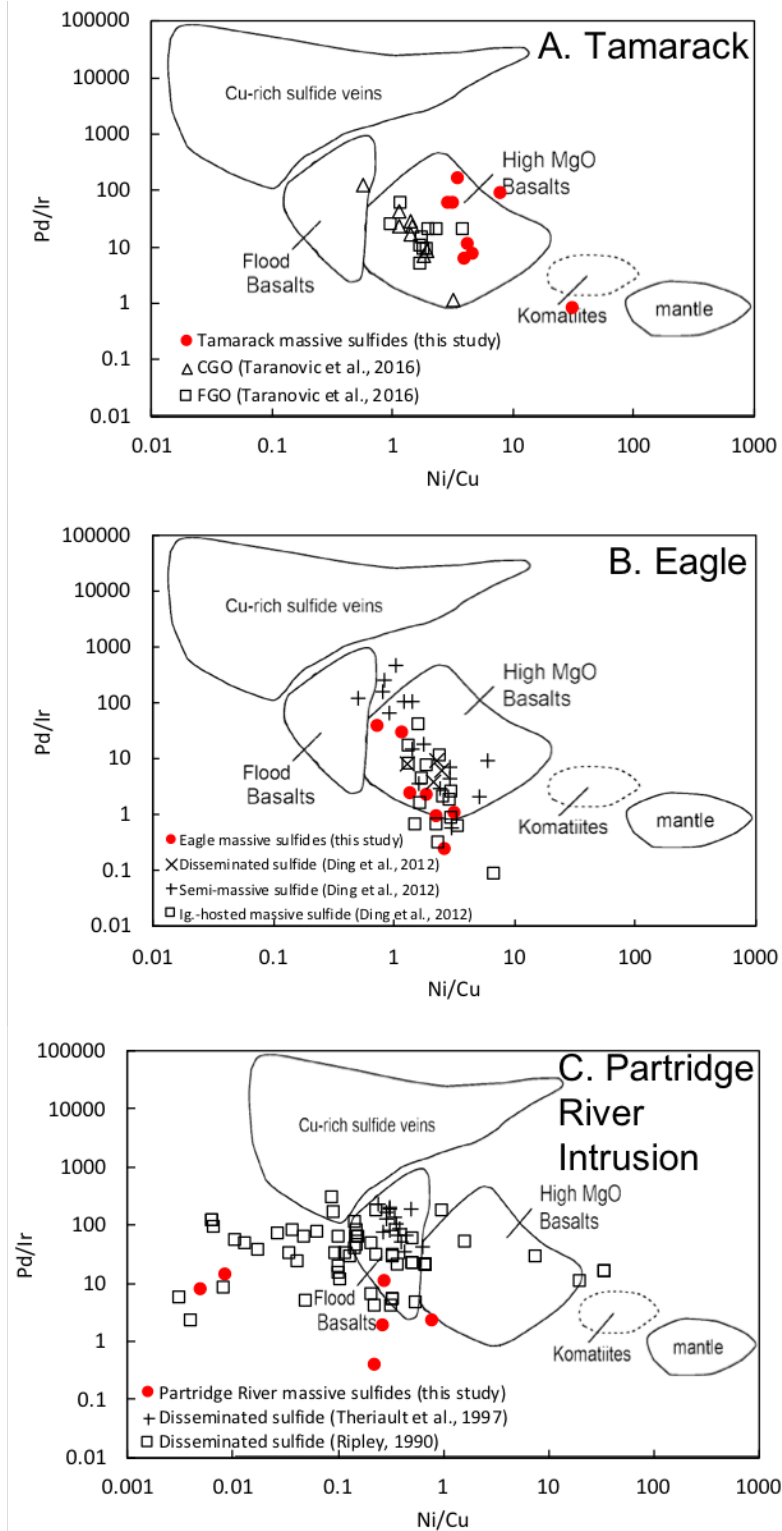 A. Tamarack
100000
10000
1000
100
10
1
0.1
0.01
Pd/Ir
Cu-rich sulfide veins
High MgO
Basalts
Flood
Basalts
Komatiites
mantle
Tamarack massive sulfides (this study)
CGO (Taranovic et al., 2016)
FGO (Taranovic et al., 2016)
0.01 0.1 1 10 100 1000
Ni/Cu
B. Eagle
100000
10000
1000
100
10
1
0.1
0.01
Pd/Ir
Cu-rich sulfide veins
High MgO
Basalts
Flood
Basalts
Komatiites
mantle
Eagle massive sulfides (this study)
Disseminated sulfide (Ding et al., 2012)
Semi-massive sulfide (Ding et al., 2012)
Ig.-hosted massive sulfide (Ding et al., 2012)
0.01 0.1 1 10 100 1000
Ni/Cu
C. Partridge
River
Intrusion
100000
10000
1000
100
10
1
0.1
0.01
Pd/Ir
Cu-rich sulfide veins
High MgO
Basalts
Flood
Basalts
Komatiites
mantle
Partridge River massive sulfides (this study)
Disseminated sulfide (Theriault et al., 1997)
Disseminated sulfide (Ripley, 1990)
0.001 0.01 0.1 1 10 100 1000
Ni/Cu